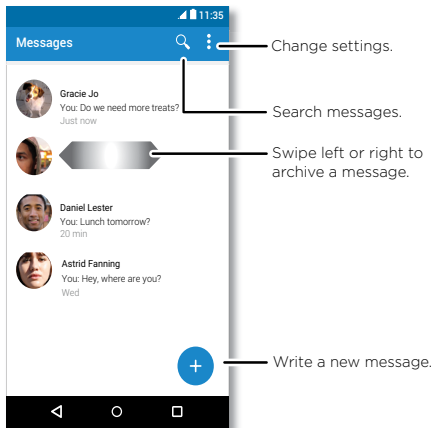 11:35
Messages
Change settings.
Gracie Jo
You: Do we need more treats?
Just now
Search messages.
Swipe left or right to
archive a message.
Daniel Lester
You: Lunch tomorrow?
20 min
Astrid Fanning
You: Hey, where are you?
Wed
Write a new message.